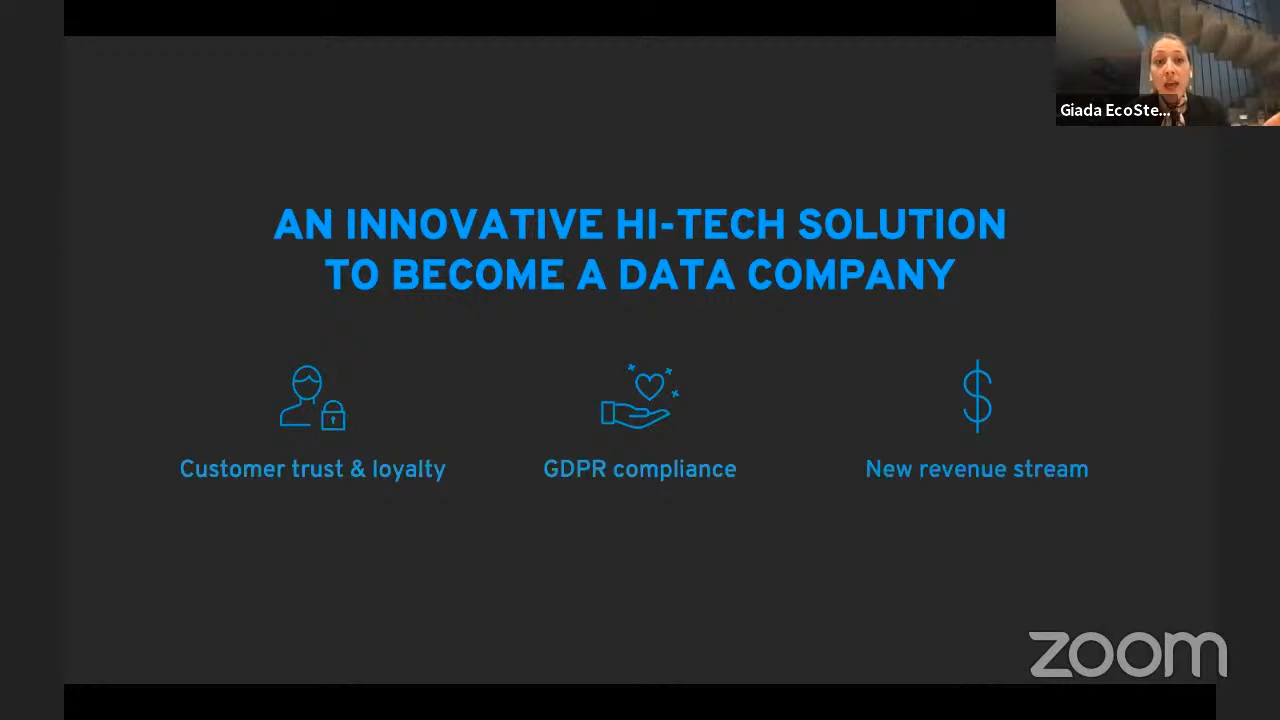 Giada EcoSte...
AN INNOVATIVE HI-TECH SOLUTION
TO BECOME A DATA COMPANY
Customer trust & loyalty
GDPR compliance
New revenue stream
zoom